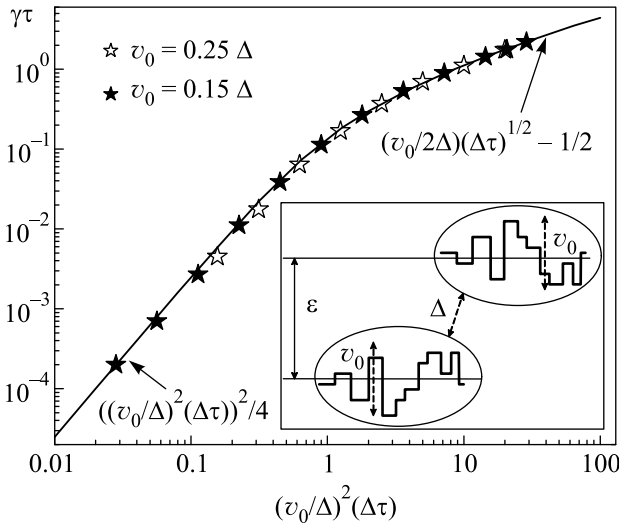 γτ
10⁰
10⁻¹
10⁻²
10⁻³
10⁻⁴
☆ v₀ = 0.25 Δ
★ v₀ = 0.15 Δ
(v₀/2Δ)(Δτ)^1/2 – 1/2
((v₀/Δ)²(Δτ))²/4
v₀
Δ
ε
v₀
0.01 0.1 1 10 100
(v₀/Δ)²(Δτ)